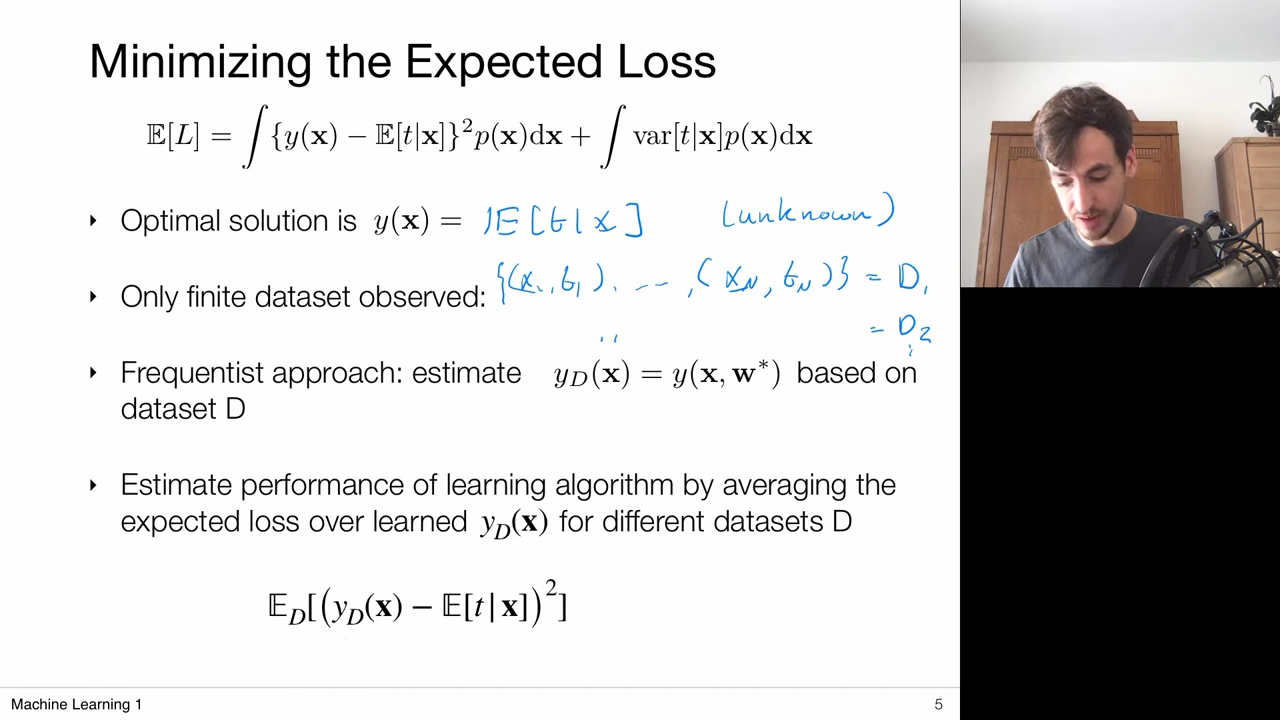 Minimizing the Expected Loss
𝔼[L] = ∫{y(x) − 𝔼[t|x]}²p(x)dx + ∫ var[t|x]p(x)dx
‣ Optimal solution is y(x) = 𝔼[t|x] (unknown)
‣ Only finite dataset observed: {(x₁, t₁), ..., (x_N, t_N)} = D₁
.. = D₂
‣ Frequentist approach: estimate y_D(x) = y(x, w*) based on
dataset D
‣ Estimate performance of learning algorithm by averaging the
expected loss over learned y_D(x) for different datasets D
𝔼_D[(y_D(x) − 𝔼[t|x])²]
Machine Learning 1 5